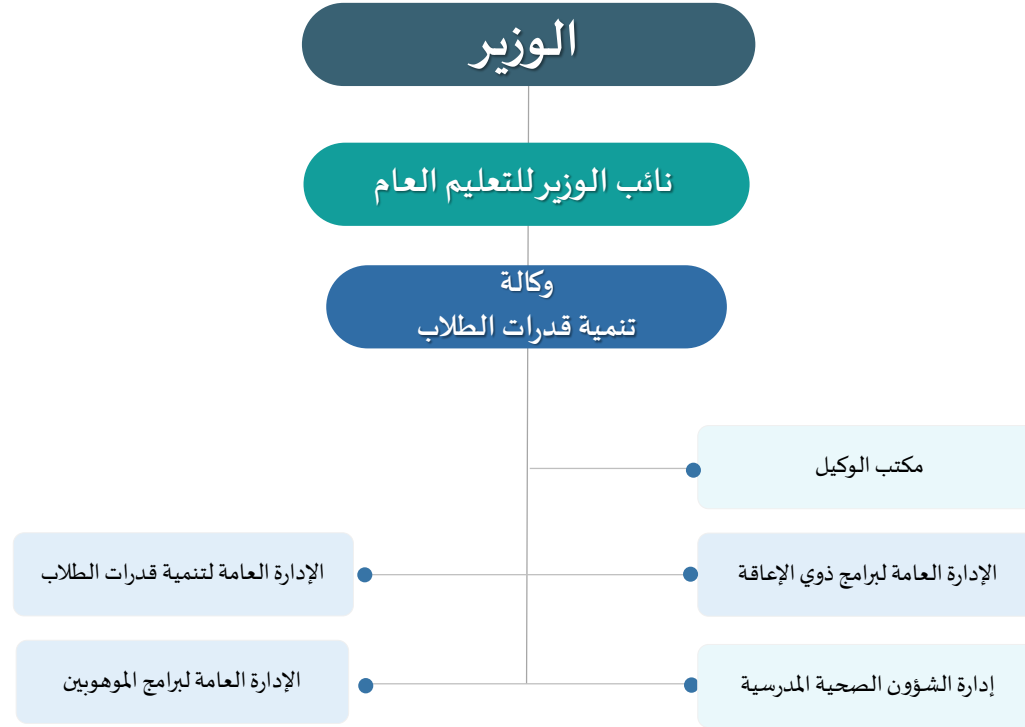 الوزير
نائب الوزير للتعليم العام
وكالة
تنمية قدرات الطلاب
مكتب الوكيل
الإدارة العامة لبرامج ذوي الإعاقة
الإدارة العامة لتنمية قدرات الطلاب
إدارة الشؤون الصحية المدرسية
الإدارة العامة لبرامج الموهوبين